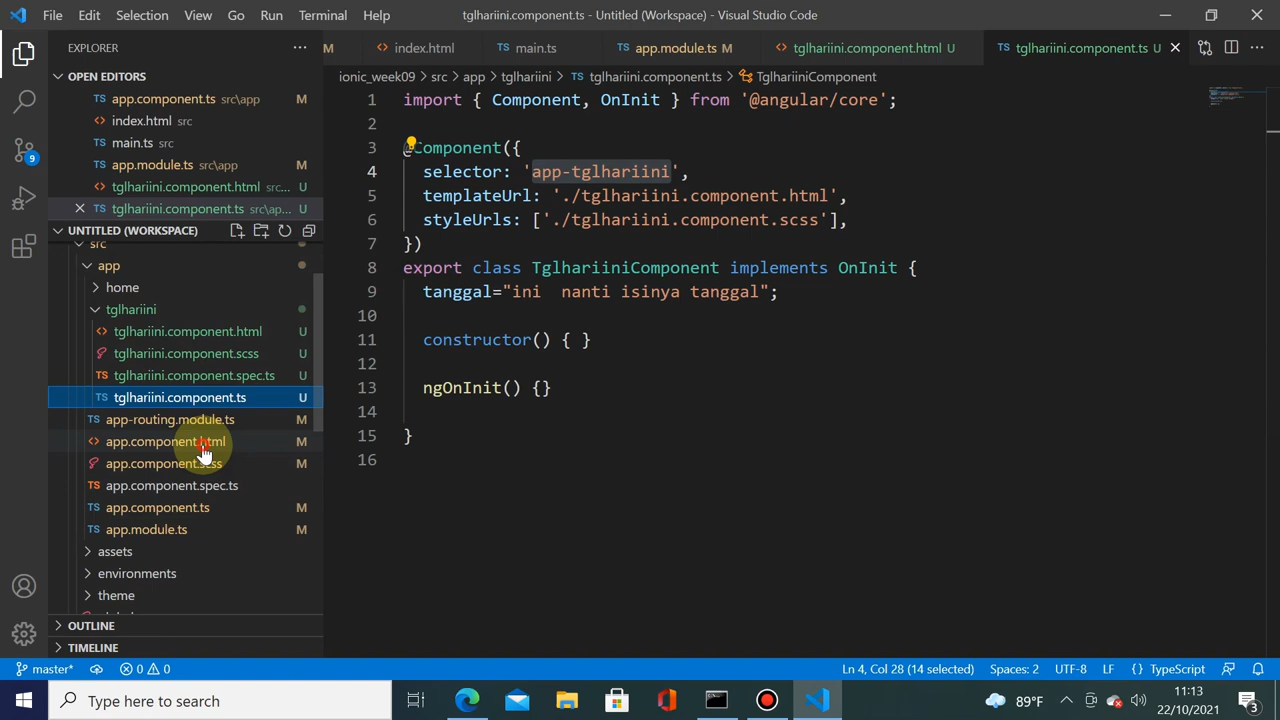 File Edit Selection View Go Run Terminal Help tglhariini.component.ts - Untitled (Workspace) - Visual Studio Code
EXPLORER
M index.html main.ts app.module.ts M tglhariini.component.html U tglhariini.component.ts U
OPEN EDITORS
app.component.ts src\app M
index.html src
main.ts src
app.module.ts src\app M
tglhariini.component.html src... U
tglhariini.component.ts src\ap... U
UNTITLED (WORKSPACE)
src
app
home
tglhariini
tglhariini.component.html U
tglhariini.component.scss U
tglhariini.component.spec.ts U
tglhariini.component.ts U
app-routing.module.ts M
app.component.html M
app.component.scss M
app.component.spec.ts
app.component.ts M
app.module.ts M
assets
environments
theme
OUTLINE
TIMELINE
9
ionic_week09 > src > app > tglhariini > TS tglhariini.component.ts > TglhariiniComponent
1 import { Component, OnInit } from '@angular/core';
2
3 @Component({
4 selector: 'app-tglhariini',
5 templateUrl: './tglhariini.component.html',
6 styleUrls: ['./tglhariini.component.scss'],
7 })
8 export class TglhariiniComponent implements OnInit {
9 tanggal="ini  nanti isinya tanggal";
10
11 constructor() { }
12
13 ngOnInit() {}
14
15 }
16
master* 0 0 Ln 4, Col 28 (14 selected) Spaces: 2 UTF-8 LF {} TypeScript
Type here to search
89°F
11:13
22/10/2021
3